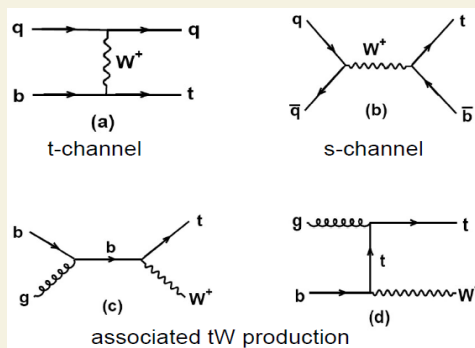 q q
W⁺
b t
(a)
t-channel
q t
W⁺
q̄ b̄
(b)
s-channel
b t
b
g W⁺
(c)
g t
t
b W
(d)
associated tW production